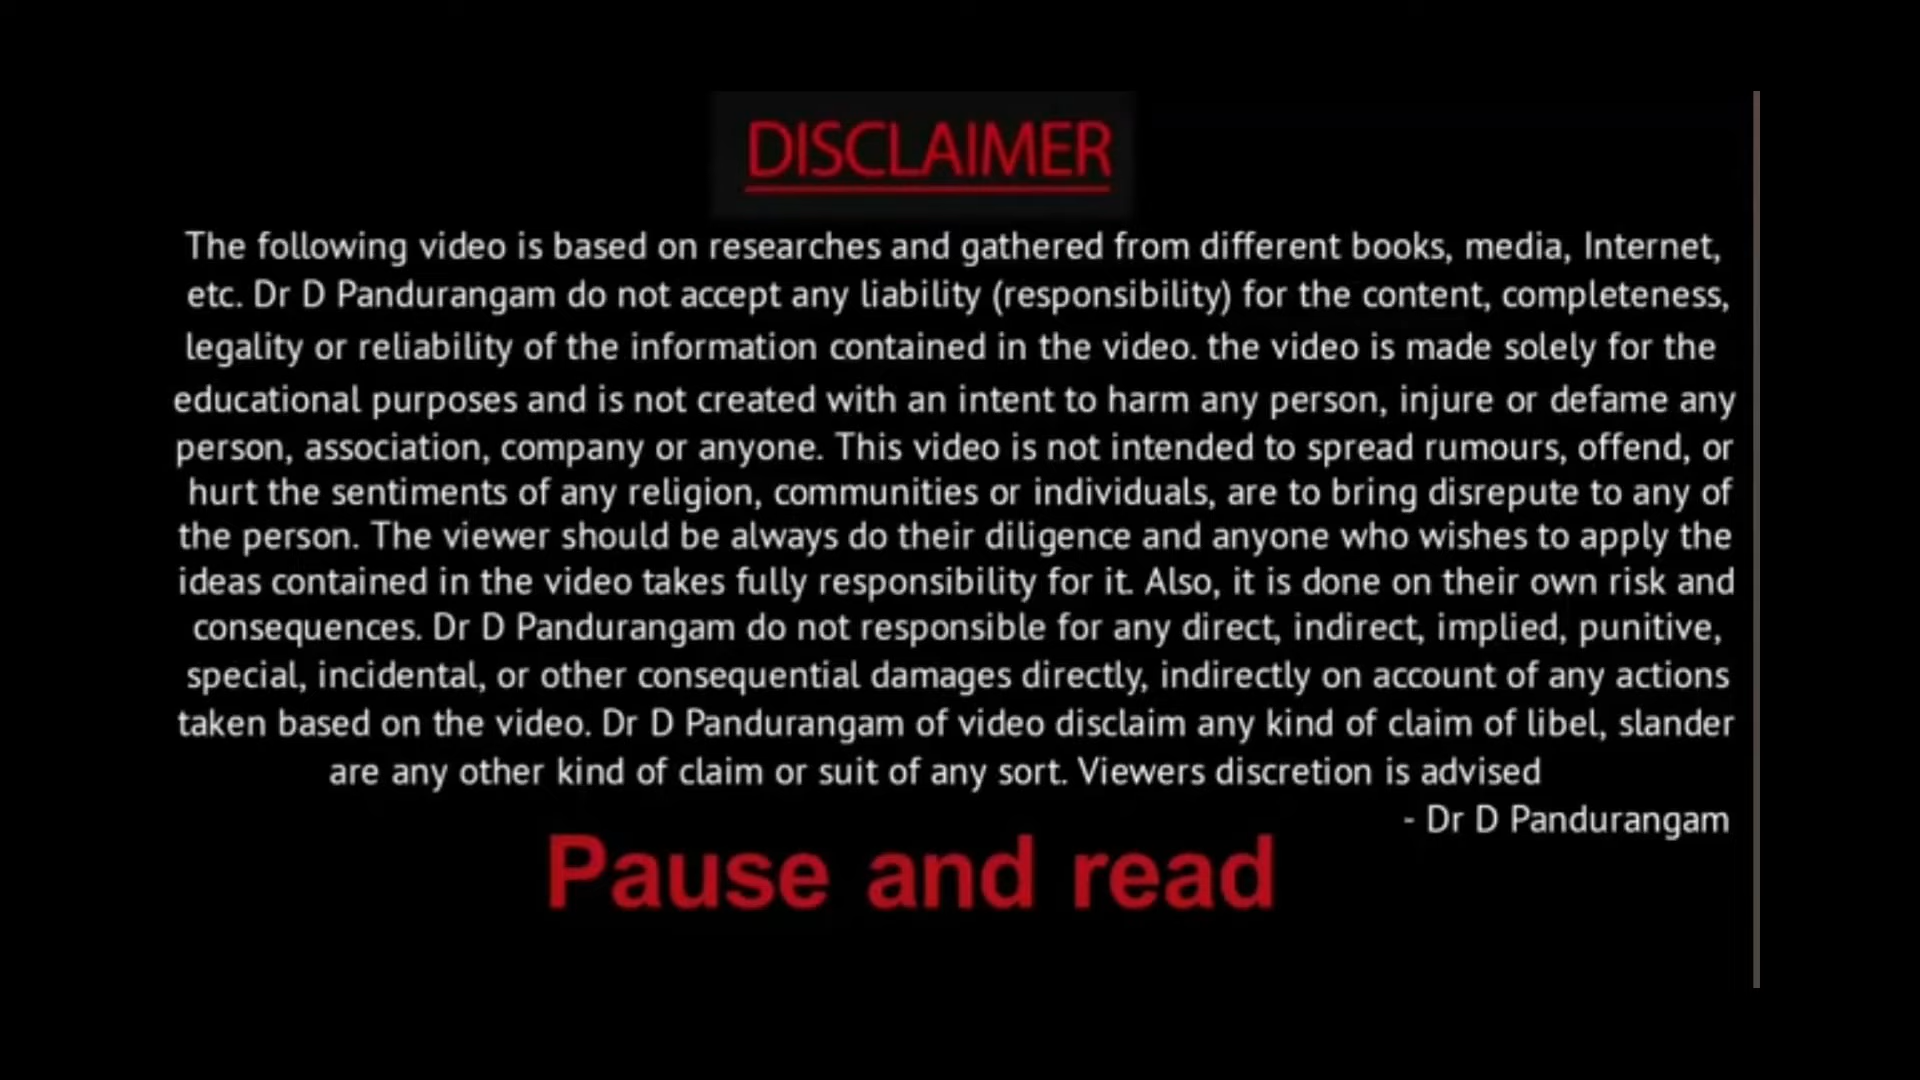 DISCLAIMER
The following video is based on researches and gathered from different books, media, Internet,
etc. Dr D Pandurangam do not accept any liability (responsibility) for the content, completeness,
legality or reliability of the information contained in the video. the video is made solely for the
educational purposes and is not created with an intent to harm any person, injure or defame any
person, association, company or anyone. This video is not intended to spread rumours, offend, or
hurt the sentiments of any religion, communities or individuals, are to bring disrepute to any of
the person. The viewer should be always do their diligence and anyone who wishes to apply the
ideas contained in the video takes fully responsibility for it. Also, it is done on their own risk and
consequences. Dr D Pandurangam do not responsible for any direct, indirect, implied, punitive,
special, incidental, or other consequential damages directly, indirectly on account of any actions
taken based on the video. Dr D Pandurangam of video disclaim any kind of claim of libel, slander
are any other kind of claim or suit of any sort. Viewers discretion is advised
- Dr D Pandurangam
Pause and read